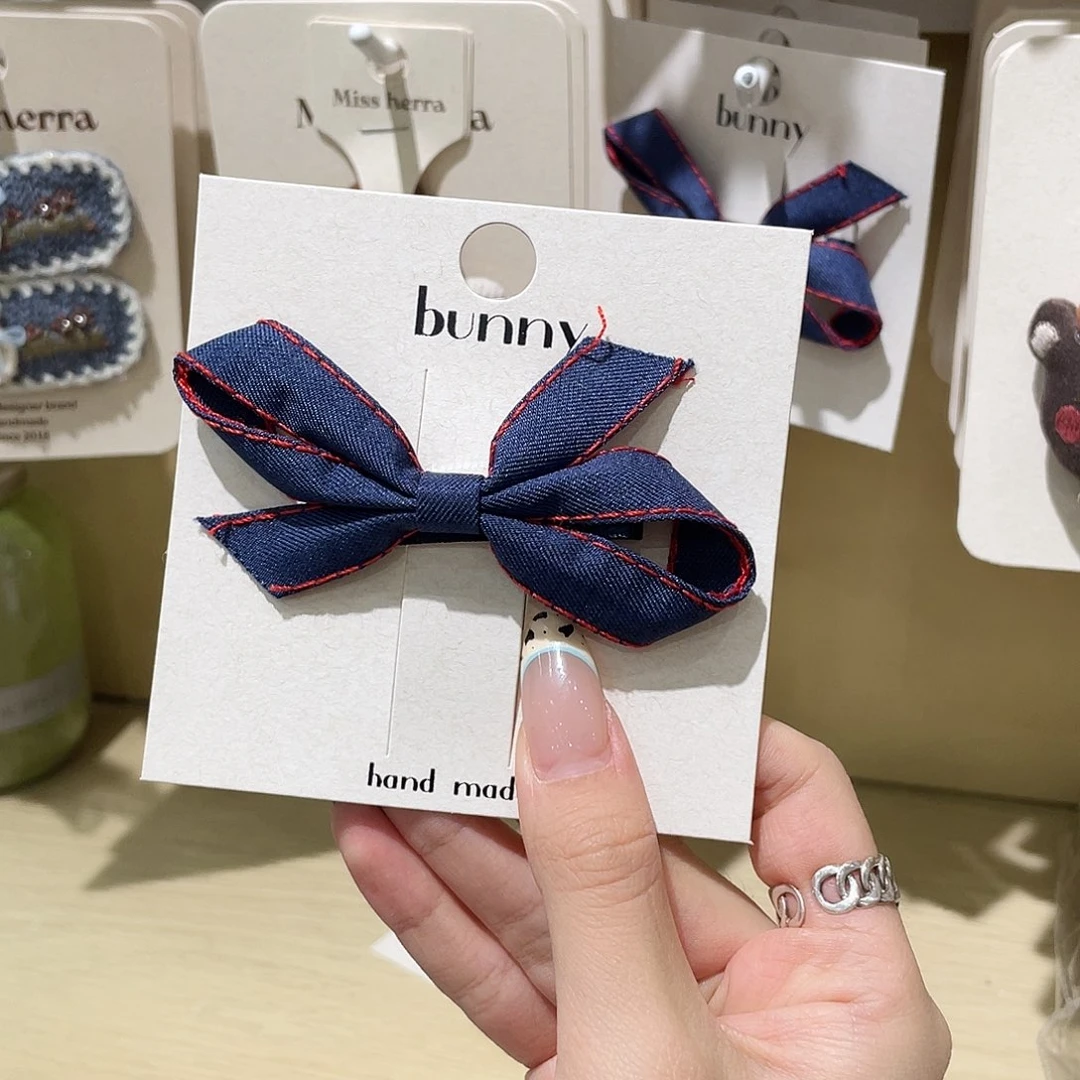 herra
Miss herra
M
a
bunny
bunny
hand mad